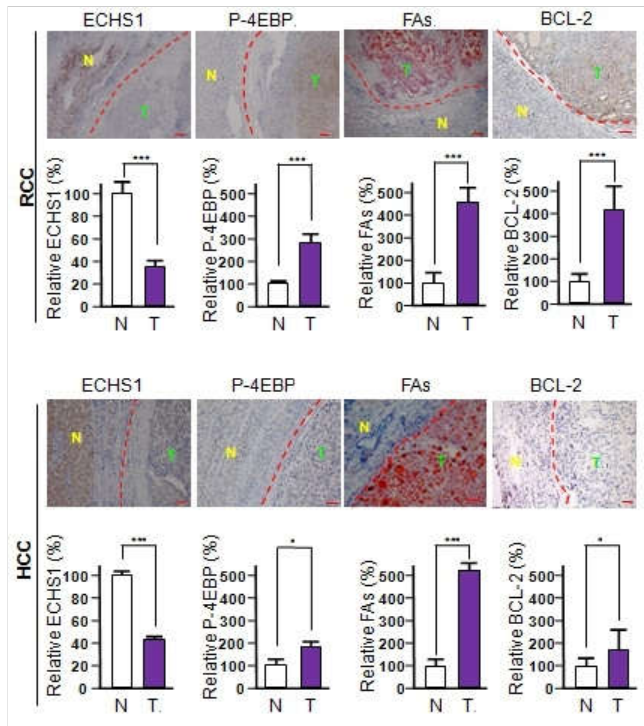 ECHS1 P-4EBP. FAs. BCL-2
N T N T T N T N
RCC
Relative ECHS1 (%)
***
100
80
60
40
20
0
N T
Relative P-4EBP (%)
***
500
400
300
200
100
0
N T
Relative FAs (%)
***
500
400
300
200
100
0
N T
Relative BCL-2 (%)
***
500
400
300
200
100
0
N T
ECHS1 P-4EBP FAs BCL-2
N T N T N T N T
HCC
Relative ECHS1 (%)
***
100
80
60
40
20
0
N T.
Relative P-4EBP (%)
*
500
400
300
200
100
0
N T
Relative FAs (%)
***
500
400
300
200
100
0
N T.
Relative BCL-2 (%)
*
500
400
300
200
100
0
N T